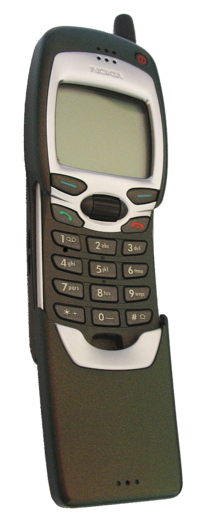 NOKIA
1 2 abc 3 def
4 ghi 5 jkl 6 mno
7 pqrs 8 tuv 9 wxyz
* + 0 #